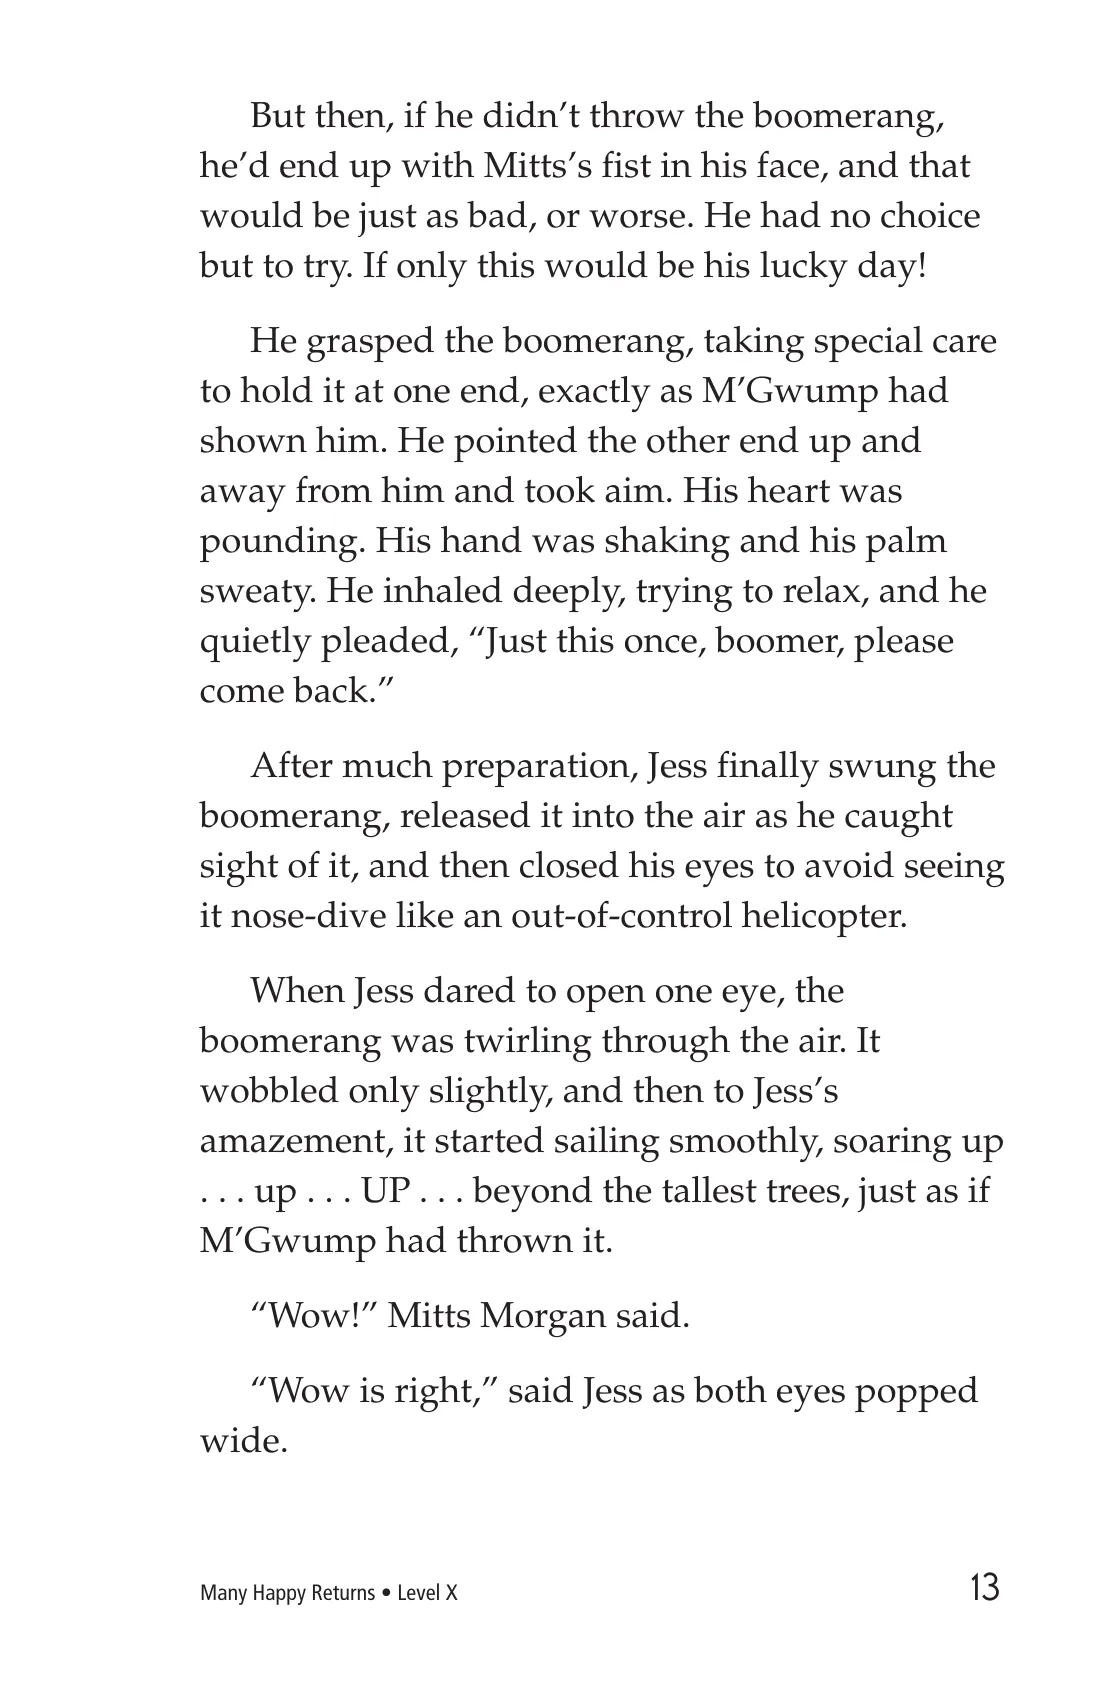 But then, if he didn’t throw the boomerang,
he’d end up with Mitts’s fist in his face, and that
would be just as bad, or worse. He had no choice
but to try. If only this would be his lucky day!
He grasped the boomerang, taking special care
to hold it at one end, exactly as M’Gwump had
shown him. He pointed the other end up and
away from him and took aim. His heart was
pounding. His hand was shaking and his palm
sweaty. He inhaled deeply, trying to relax, and he
quietly pleaded, “Just this once, boomer, please
come back.”
After much preparation, Jess finally swung the
boomerang, released it into the air as he caught
sight of it, and then closed his eyes to avoid seeing
it nose-dive like an out-of-control helicopter.
When Jess dared to open one eye, the
boomerang was twirling through the air. It
wobbled only slightly, and then to Jess’s
amazement, it started sailing smoothly, soaring up
. . . up . . . UP . . . beyond the tallest trees, just as if
M’Gwump had thrown it.
“Wow!” Mitts Morgan said.
“Wow is right,” said Jess as both eyes popped
wide.
Many Happy Returns • Level X
13